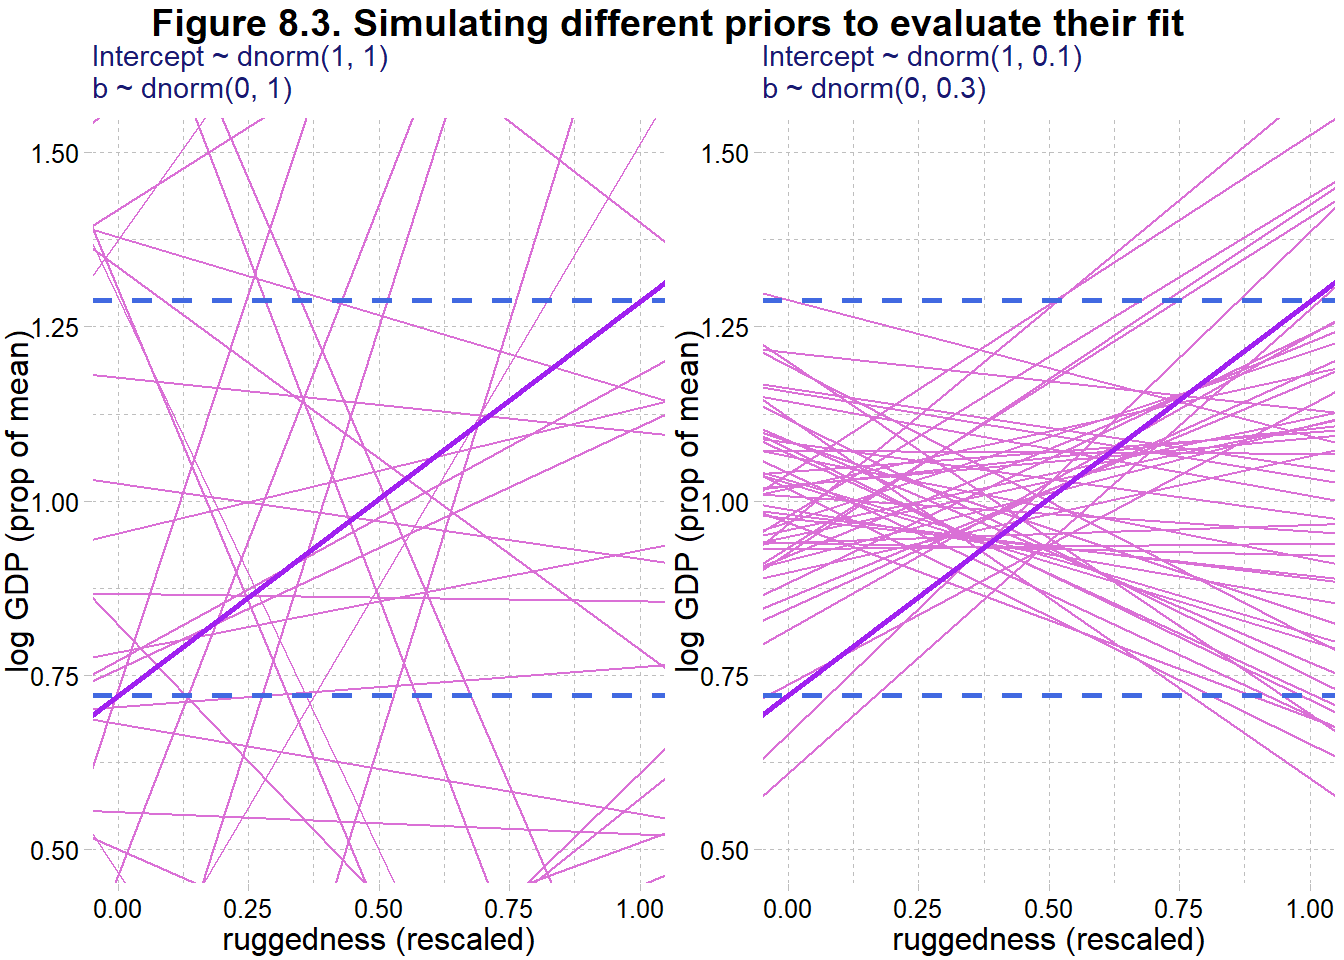 Figure 8.3. Simulating different priors to evaluate their fit
Intercept ~ dnorm(1, 1)
b ~ dnorm(0, 1)
log GDP (prop of mean)
1.50
1.25
1.00
0.75
0.50
0.00 0.25 0.50 0.75 1.00
ruggedness (rescaled)
Intercept ~ dnorm(1, 0.1)
b ~ dnorm(0, 0.3)
log GDP (prop of mean)
1.50
1.25
1.00
0.75
0.50
0.00 0.25 0.50 0.75 1.00
ruggedness (rescaled)